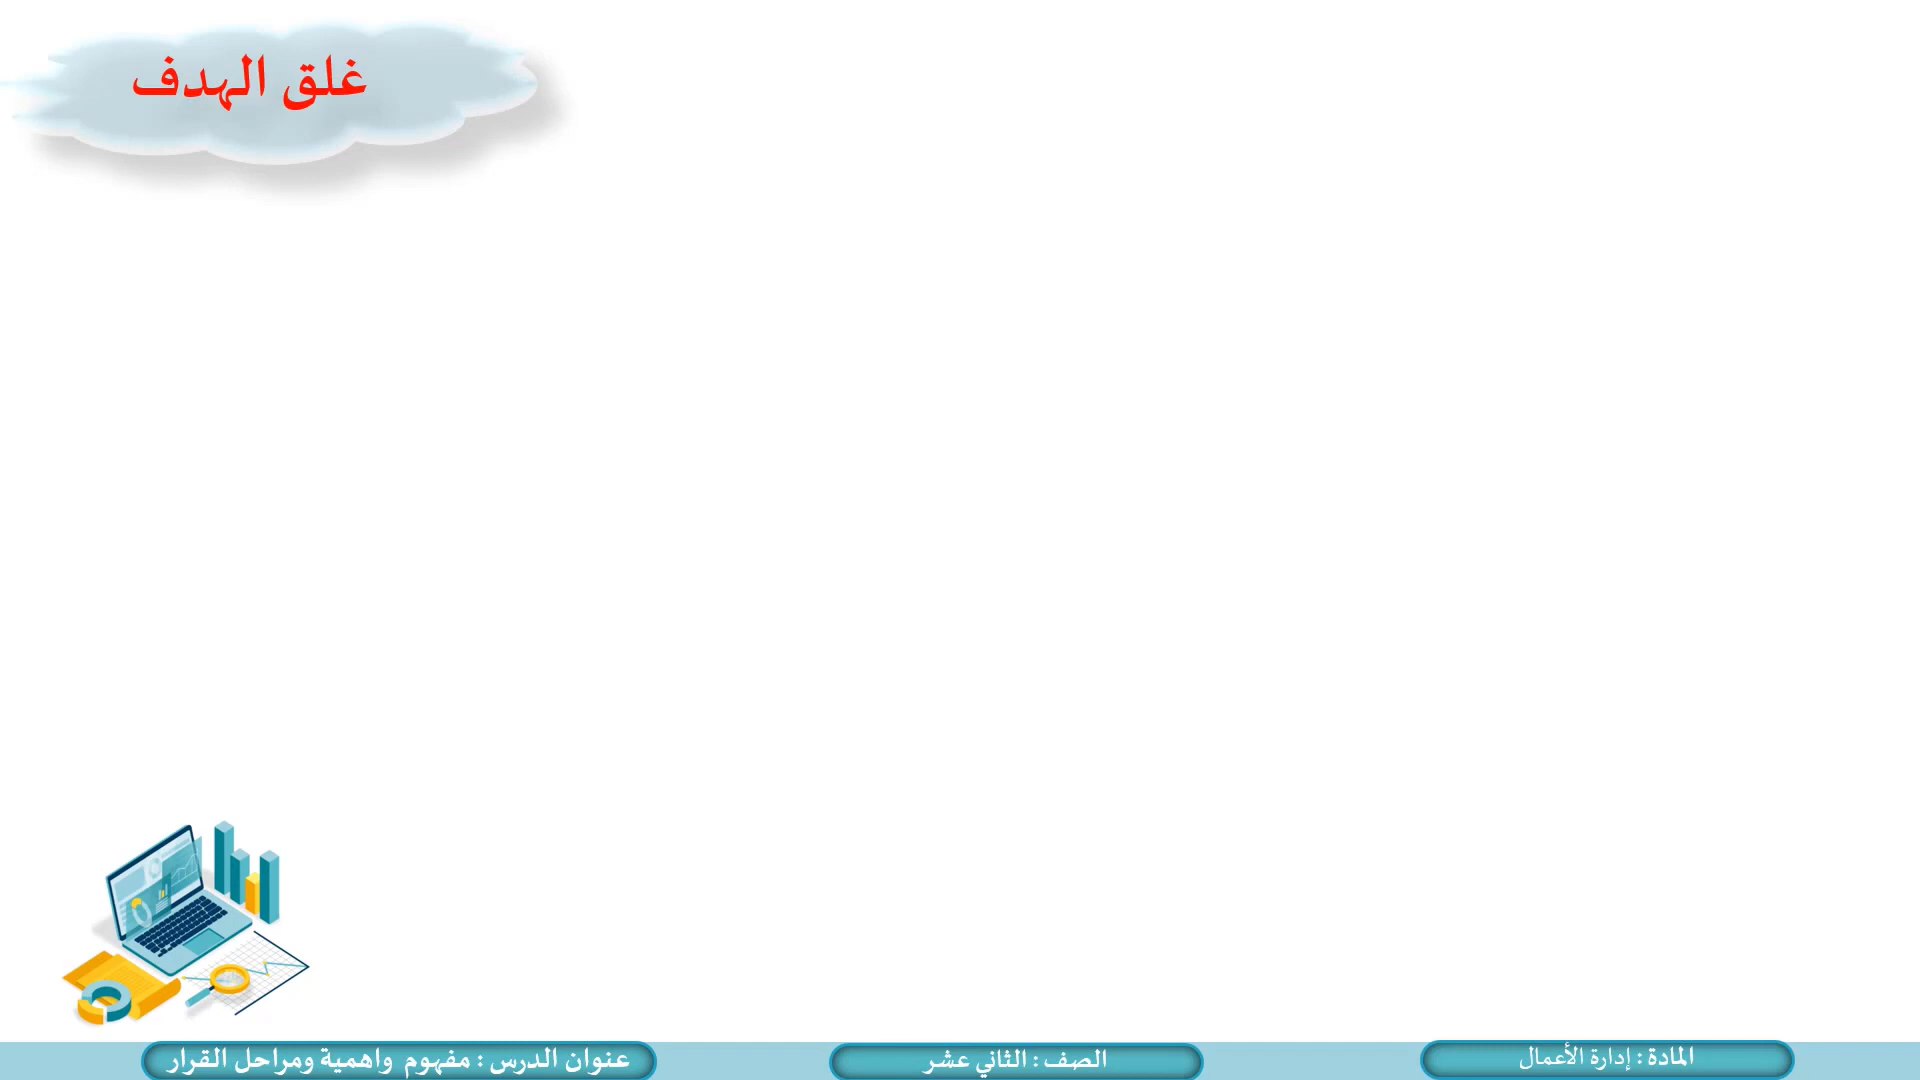 غلق الهدف
المادة : إدارة الأعمال
الصف : الثاني عشر
عنوان الدرس : مفهوم واهمية ومراحل القرار